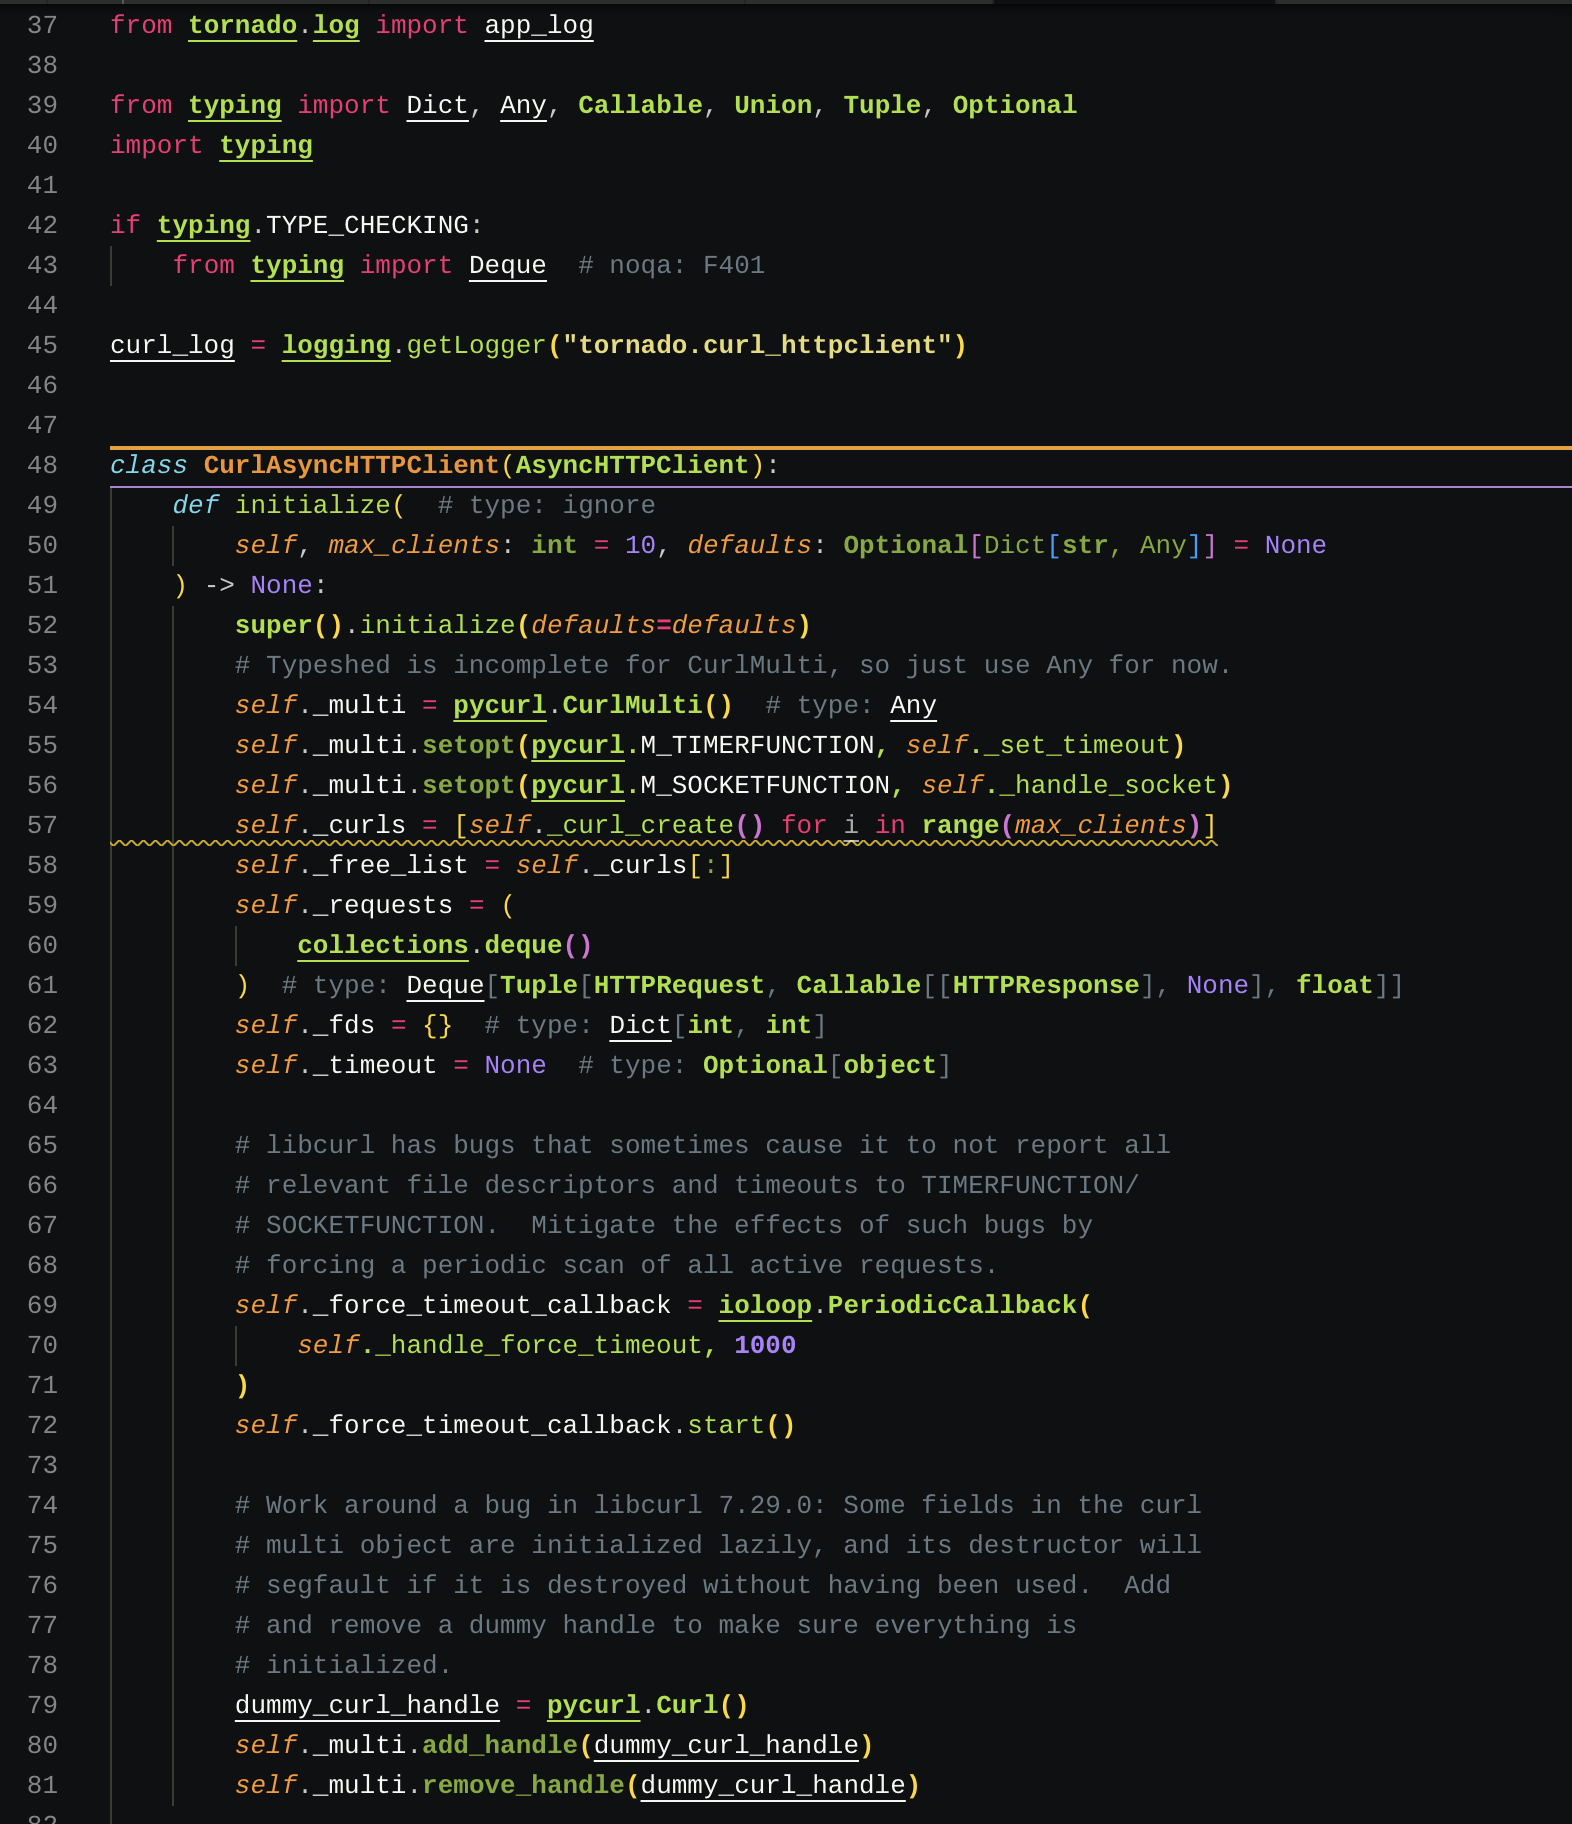 37 from tornado.log import app_log
38
39 from typing import Dict, Any, Callable, Union, Tuple, Optional
40 import typing
41
42 if typing.TYPE_CHECKING:
43     from typing import Deque  # noqa: F401
44
45 curl_log = logging.getLogger("tornado.curl_httpclient")
46
47
48 class CurlAsyncHTTPClient(AsyncHTTPClient):
49     def initialize(  # type: ignore
50         self, max_clients: int = 10, defaults: Optional[Dict[str, Any]] = None
51     ) -> None:
52         super().initialize(defaults=defaults)
53         # Typeshed is incomplete for CurlMulti, so just use Any for now.
54         self._multi = pycurl.CurlMulti()  # type: Any
55         self._multi.setopt(pycurl.M_TIMERFUNCTION, self._set_timeout)
56         self._multi.setopt(pycurl.M_SOCKETFUNCTION, self._handle_socket)
57         self._curls = [self._curl_create() for i in range(max_clients)]
58         self._free_list = self._curls[:]
59         self._requests = (
60             collections.deque()
61         )  # type: Deque[Tuple[HTTPRequest, Callable[[HTTPResponse], None], float]]
62         self._fds = {}  # type: Dict[int, int]
63         self._timeout = None  # type: Optional[object]
64
65         # libcurl has bugs that sometimes cause it to not report all
66         # relevant file descriptors and timeouts to TIMERFUNCTION/
67         # SOCKETFUNCTION.  Mitigate the effects of such bugs by
68         # forcing a periodic scan of all active requests.
69         self._force_timeout_callback = ioloop.PeriodicCallback(
70             self._handle_force_timeout, 1000
71         )
72         self._force_timeout_callback.start()
73
74         # Work around a bug in libcurl 7.29.0: Some fields in the curl
75         # multi object are initialized lazily, and its destructor will
76         # segfault if it is destroyed without having been used.  Add
77         # and remove a dummy handle to make sure everything is
78         # initialized.
79         dummy_curl_handle = pycurl.Curl()
80         self._multi.add_handle(dummy_curl_handle)
81         self._multi.remove_handle(dummy_curl_handle)
82